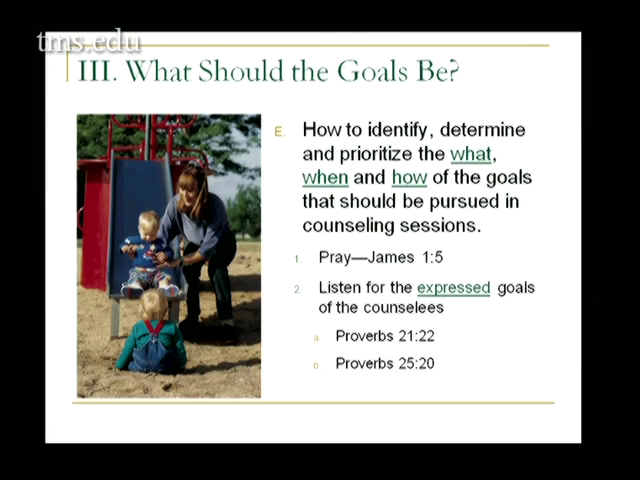 tms.edu
III. What Should the Goals Be?
E. How to identify, determine
and prioritize the what,
when and how of the goals
that should be pursued in
counseling sessions.
1. Pray—James 1:5
2. Listen for the expressed goals
of the counselees
a. Proverbs 21:22
b. Proverbs 25:20